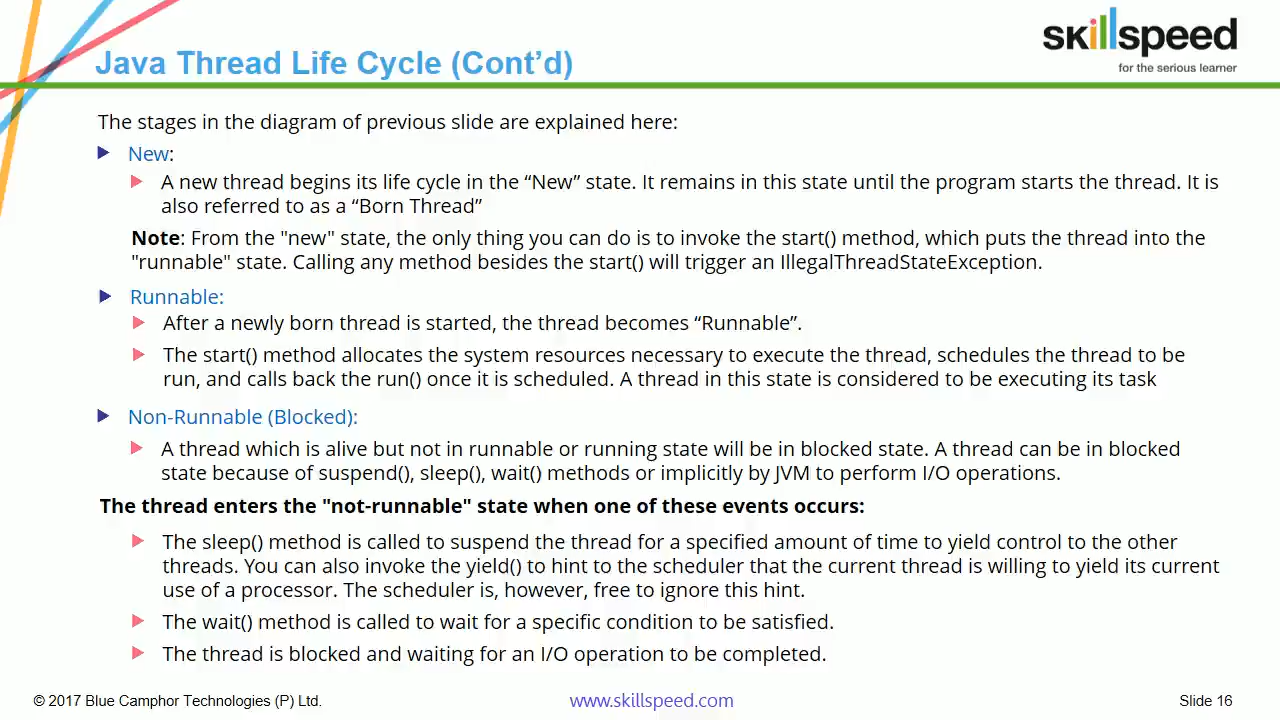 skillspeed
for the serious learner
Java Thread Life Cycle (Cont’d)
The stages in the diagram of previous slide are explained here:
New:
A new thread begins its life cycle in the “New” state. It remains in this state until the program starts the thread. It is
also referred to as a “Born Thread”
Note: From the "new" state, the only thing you can do is to invoke the start() method, which puts the thread into the
"runnable" state. Calling any method besides the start() will trigger an IllegalThreadStateException.
Runnable:
After a newly born thread is started, the thread becomes “Runnable”.
The start() method allocates the system resources necessary to execute the thread, schedules the thread to be
run, and calls back the run() once it is scheduled. A thread in this state is considered to be executing its task
Non-Runnable (Blocked):
A thread which is alive but not in runnable or running state will be in blocked state. A thread can be in blocked
state because of suspend(), sleep(), wait() methods or implicitly by JVM to perform I/O operations.
The thread enters the "not-runnable" state when one of these events occurs:
The sleep() method is called to suspend the thread for a specified amount of time to yield control to the other
threads. You can also invoke the yield() to hint to the scheduler that the current thread is willing to yield its current
use of a processor. The scheduler is, however, free to ignore this hint.
The wait() method is called to wait for a specific condition to be satisfied.
The thread is blocked and waiting for an I/O operation to be completed.
© 2017 Blue Camphor Technologies (P) Ltd.
www.skillspeed.com
Slide 16